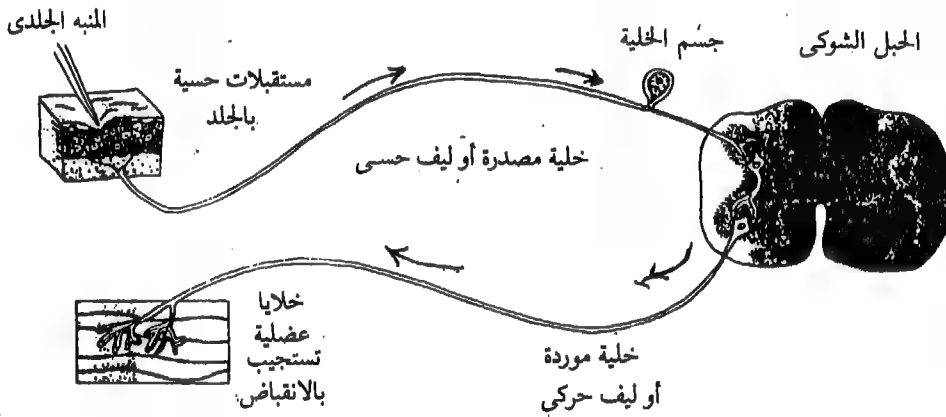 المنبه الجلدى
جسم الخلية
الحبل الشوكى
مستقبلات حسية
بالجلد
خلية مصدرة أو ليف حسى
خلايا
عضلية
تستجيب
بالانقباض
خلية موردة
أو ليف حركي